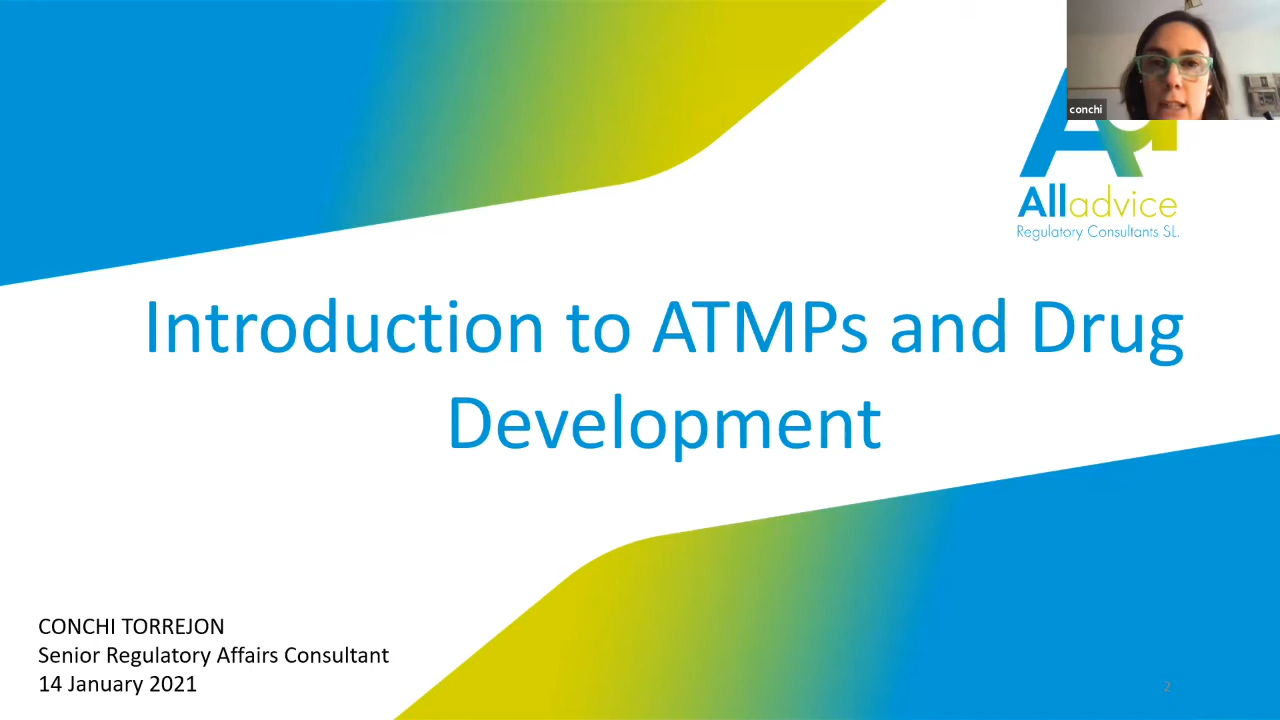 conchi
Alladvice
Regulatory Consultants SL.
Introduction to ATMPs and Drug
Development
CONCHI TORREJON
Senior Regulatory Affairs Consultant
14 January 2021
2